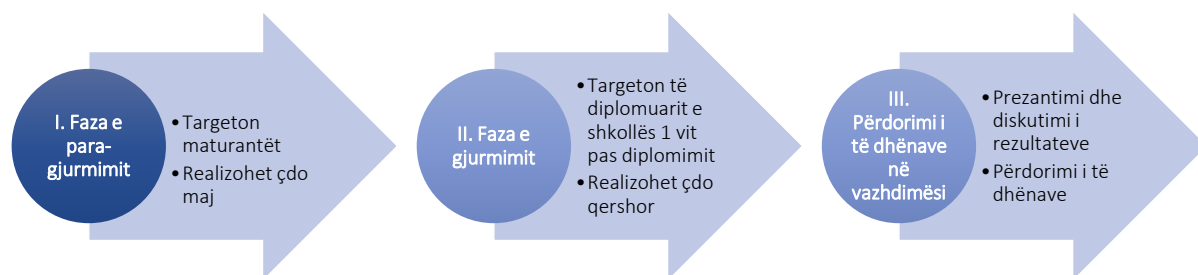 I. Faza e
para-
gjurmimit
•Targeton
maturantët
•Realizohet çdo
maj
II. Faza e
gjurmimit
•Targeton të
diplomuarit e
shkollës 1 vit
pas diplomimit
•Realizohet çdo
qershor
III.
Përdorimi i
të dhënave
në
vazhdimësi
•Prezantimi dhe
diskutimi i
rezultateve
•Përdorimi i të
dhënave